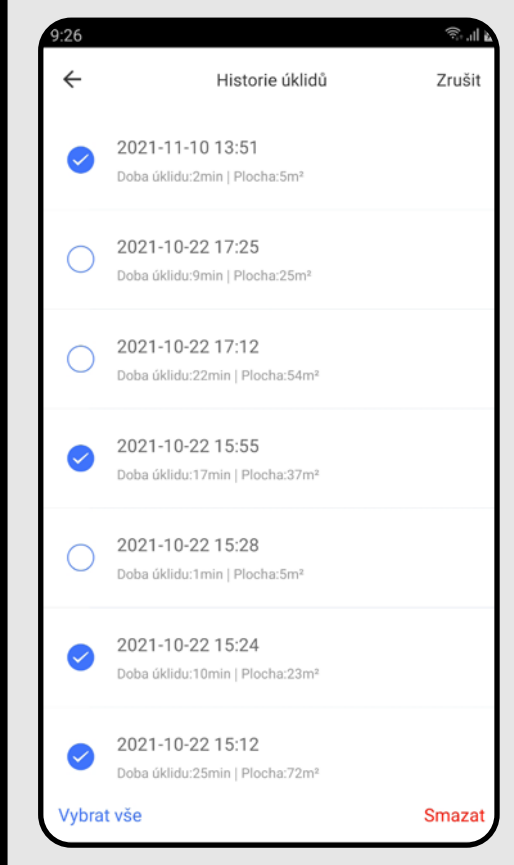 9:26
Historie úklidů Zrušit
2021-11-10 13:51
Doba úklidu:2min | Plocha:5m²
2021-10-22 17:25
Doba úklidu:9min | Plocha:25m²
2021-10-22 17:12
Doba úklidu:22min | Plocha:54m²
2021-10-22 15:55
Doba úklidu:17min | Plocha:37m²
2021-10-22 15:28
Doba úklidu:1min | Plocha:5m²
2021-10-22 15:24
Doba úklidu:10min | Plocha:23m²
2021-10-22 15:12
Doba úklidu:25min | Plocha:72m²
Vybrat vše Smazat